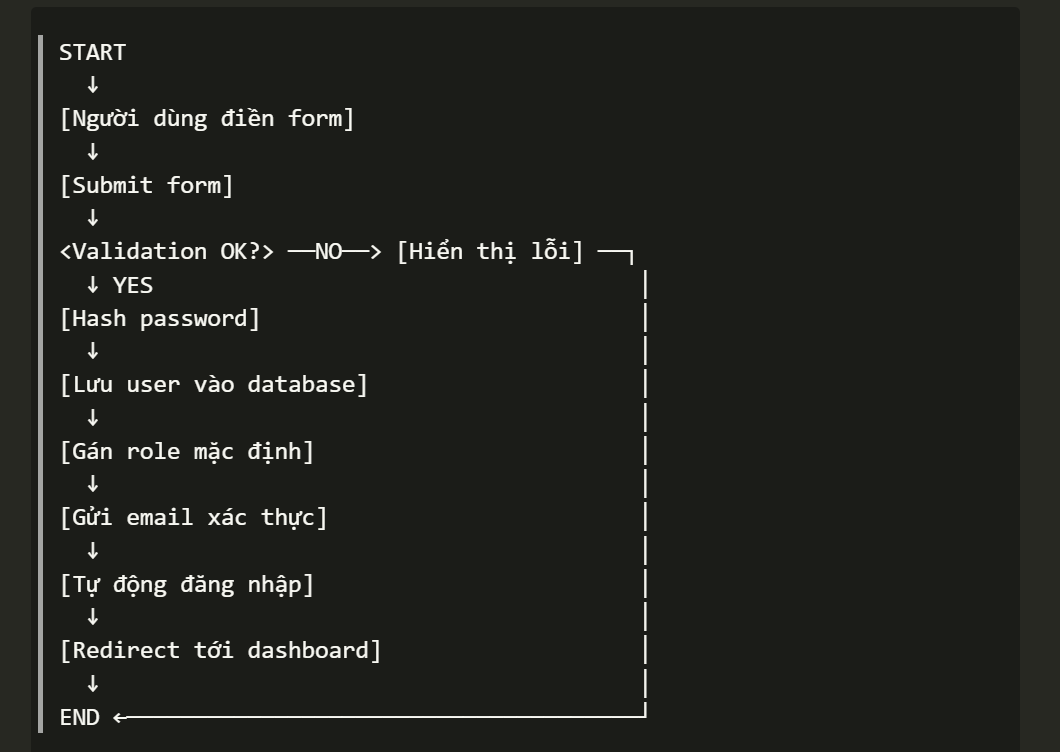 START
↓
[Người dùng điền form]
↓
[Submit form]
↓
<Validation OK?> ──NO──> [Hiển thị lỗi] ──┐
↓ YES
[Hash password]
↓
[Lưu user vào database]
↓
[Gán role mặc định]
↓
[Gửi email xác thực]
↓
[Tự động đăng nhập]
↓
[Redirect tới dashboard]
↓
END ←──────────────────────────────────────┘